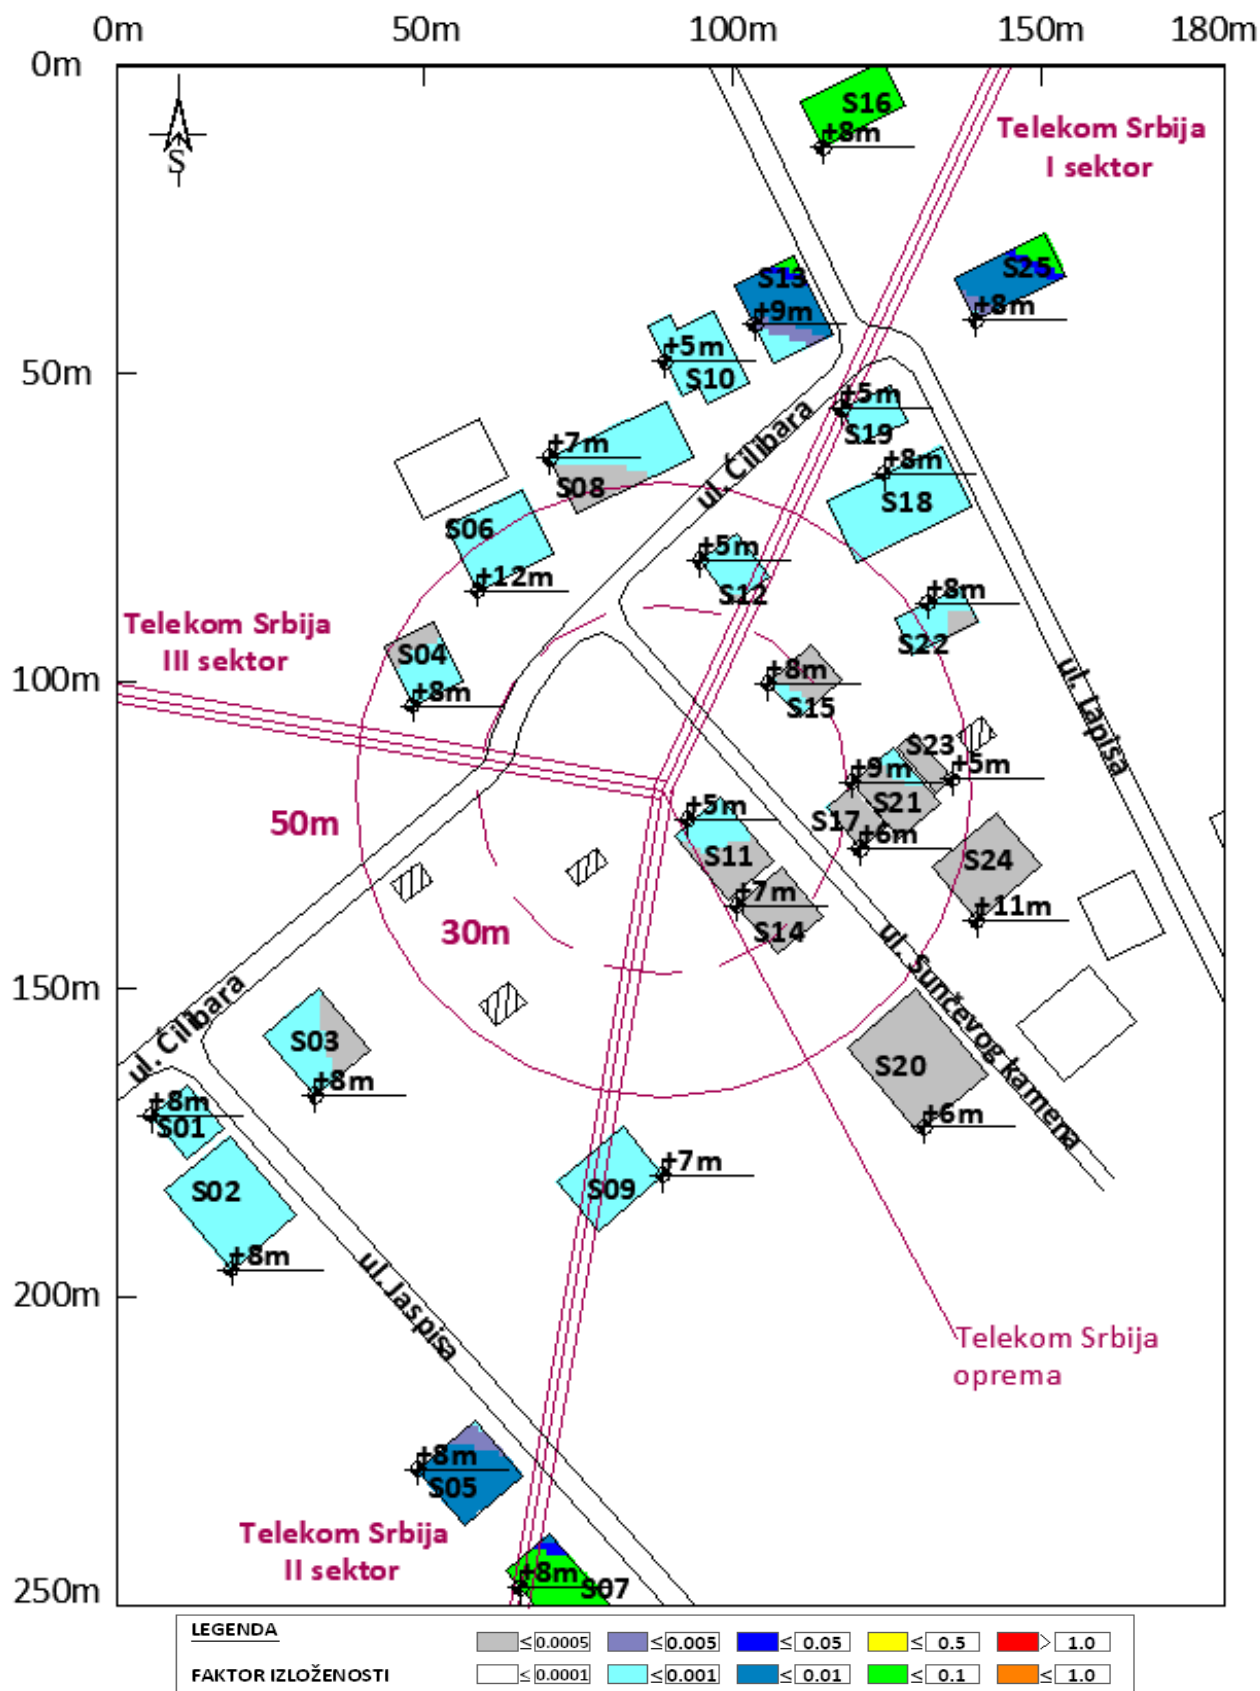 0m 50m 100m 150m 180m
0m
S16
+8m
Telekom Srbija
I sektor
S
S13
S25
+9m
+8m
+5m
S10
50m
+5m
S19
ul. Ćilibara
+7m
S08
+8m
S18
S06
+5m
S12
+12m
+8m
S22
Telekom Srbija
III sektor
S04
+8m
100m
+8m
S15
ul. Lapisa
S23
+5m
+9m
S21
S17
+6m
50m
+5m
S11
S24
+7m
S14
+11m
30m
ul. Sunčevog kamena
150m
ul. Ćilibara
S03
+8m
S20
+6m
+8m
S01
S02
+8m
+7m
S09
ul. Jaspisa
200m
Telekom Srbija
oprema
+8m
S05
Telekom Srbija
II sektor
+8m
S07
250m
LEGENDA
≤ 0.0005 ≤ 0.005 ≤ 0.05 ≤ 0.5 > 1.0
FAKTOR IZLOŽENOSTI ≤ 0.0001 ≤ 0.001 ≤ 0.01 ≤ 0.1 ≤ 1.0